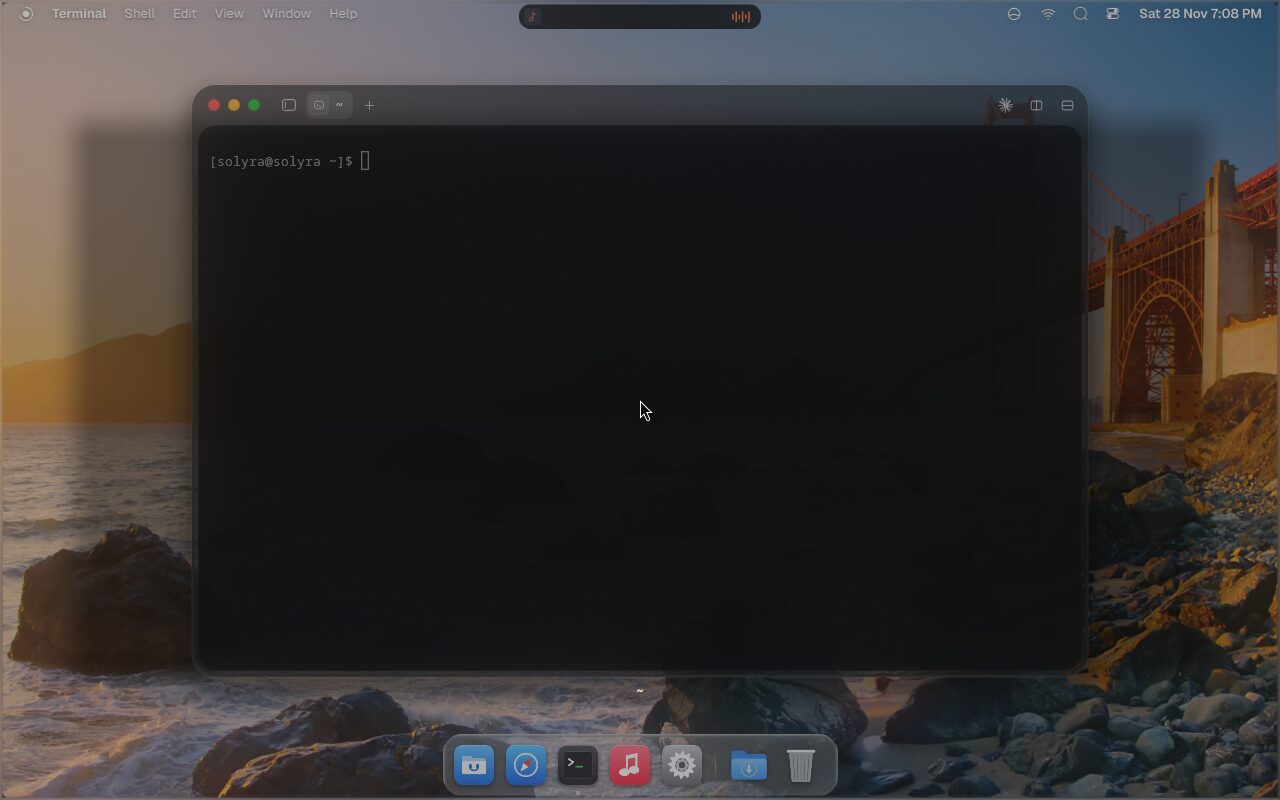 Terminal Shell Edit View Window Help
Sat 28 Nov 7:08 PM
~
[solyra@solyra ~]$
~